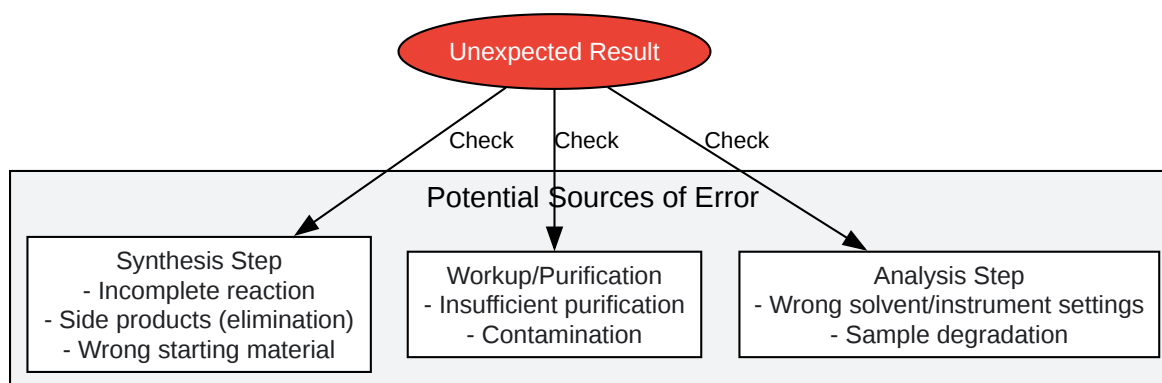 Unexpected Result
Check
Check
Check
Potential Sources of Error
Synthesis Step
- Incomplete reaction
- Side products (elimination)
- Wrong starting material
Workup/Purification
- Insufficient purification
- Contamination
Analysis Step
- Wrong solvent/instrument settings
- Sample degradation